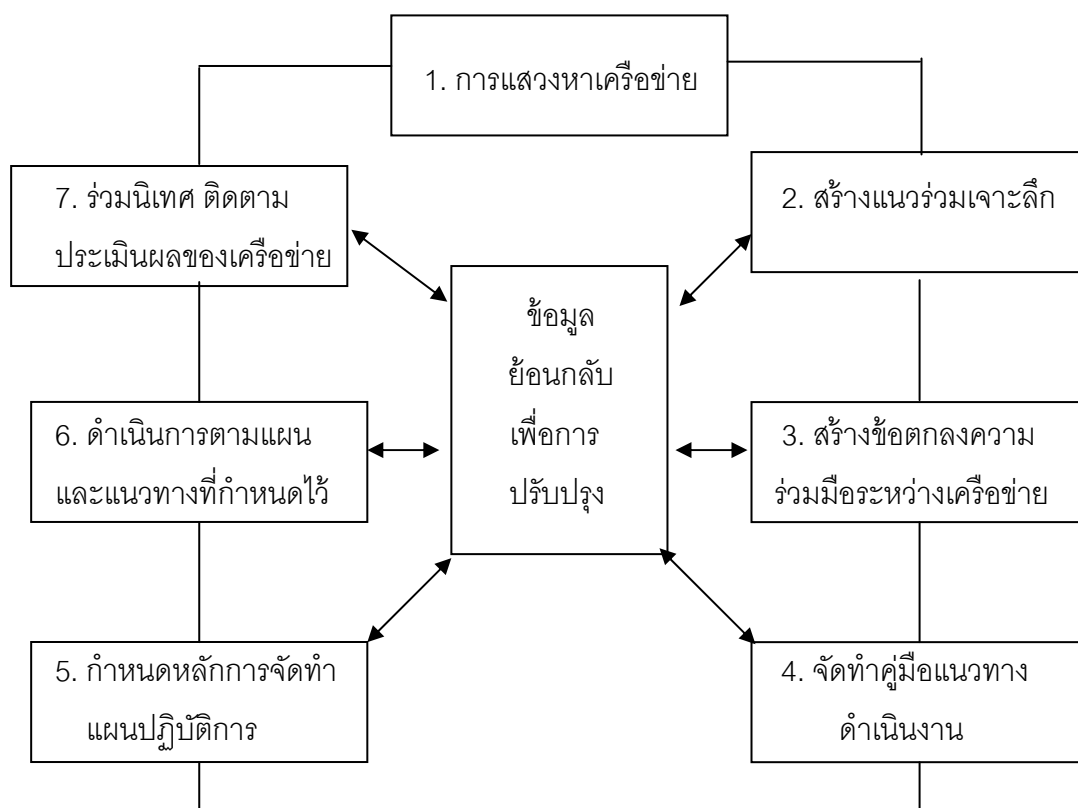 1. การแสวงหาเครือข่าย
7. ร่วมนิเทศ ติดตาม
ประเมินผลของเครือข่าย
2. สร้างแนวร่วมเจาะลึก
ข้อมูล
ย้อนกลับ
เพื่อการ
ปรับปรุง
6. ดำเนินการตามแผน
และแนวทางที่กำหนดไว้
3. สร้างข้อตกลงความ
ร่วมมือระหว่างเครือข่าย
5. กำหนดหลักการจัดทำ
แผนปฏิบัติการ
4. จัดทำคู่มือแนวทาง
ดำเนินงาน